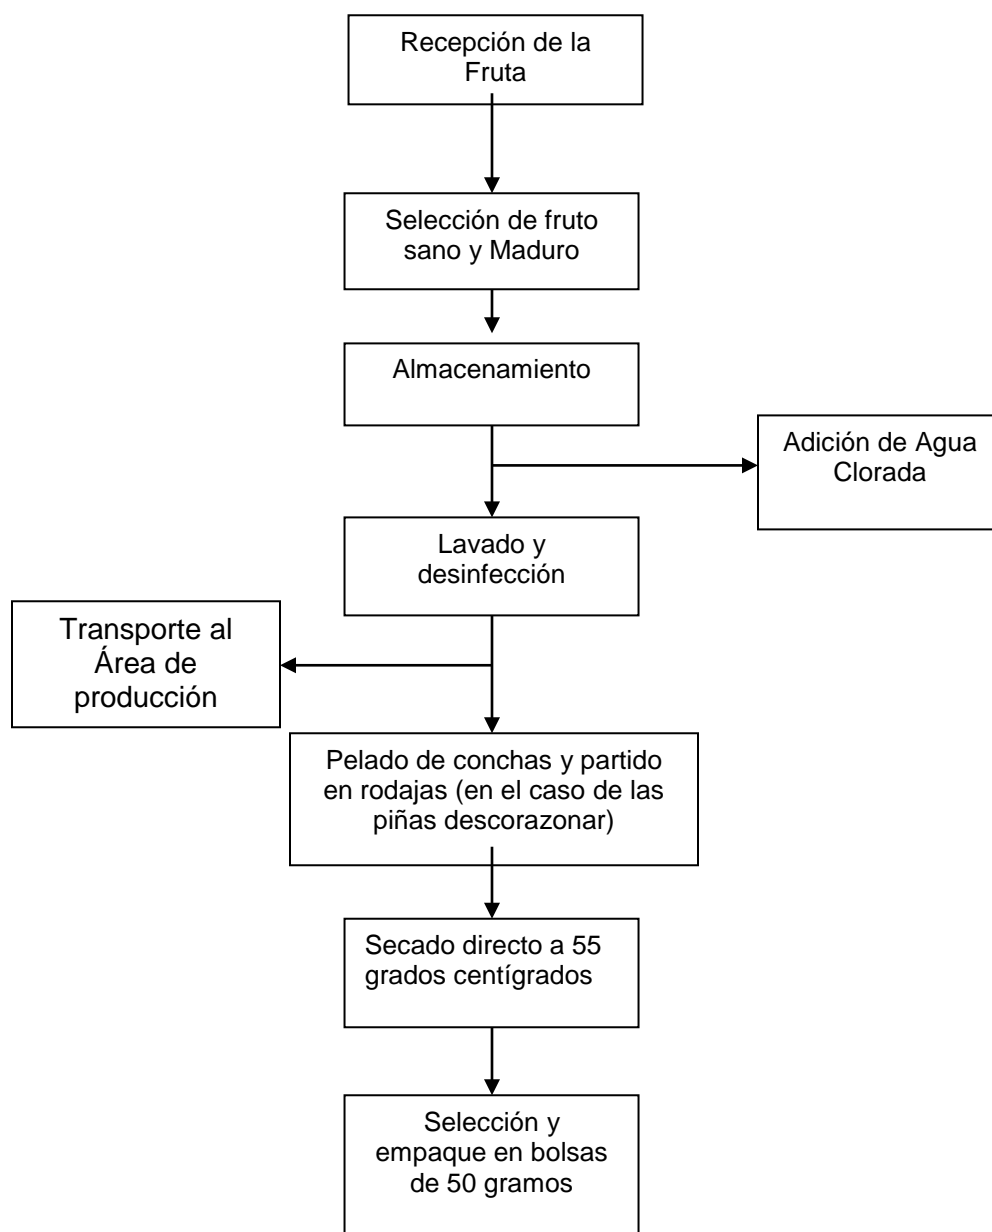 Recepción de la
Fruta
Selección de fruto
sano y Maduro
Almacenamiento
Adición de Agua
Clorada
Lavado y
desinfección
Transporte al
Área de
producción
Pelado de conchas y partido
en rodajas (en el caso de las
piñas descorazonar)
Secado directo a 55
grados centígrados
Selección y
empaque en bolsas
de 50 gramos